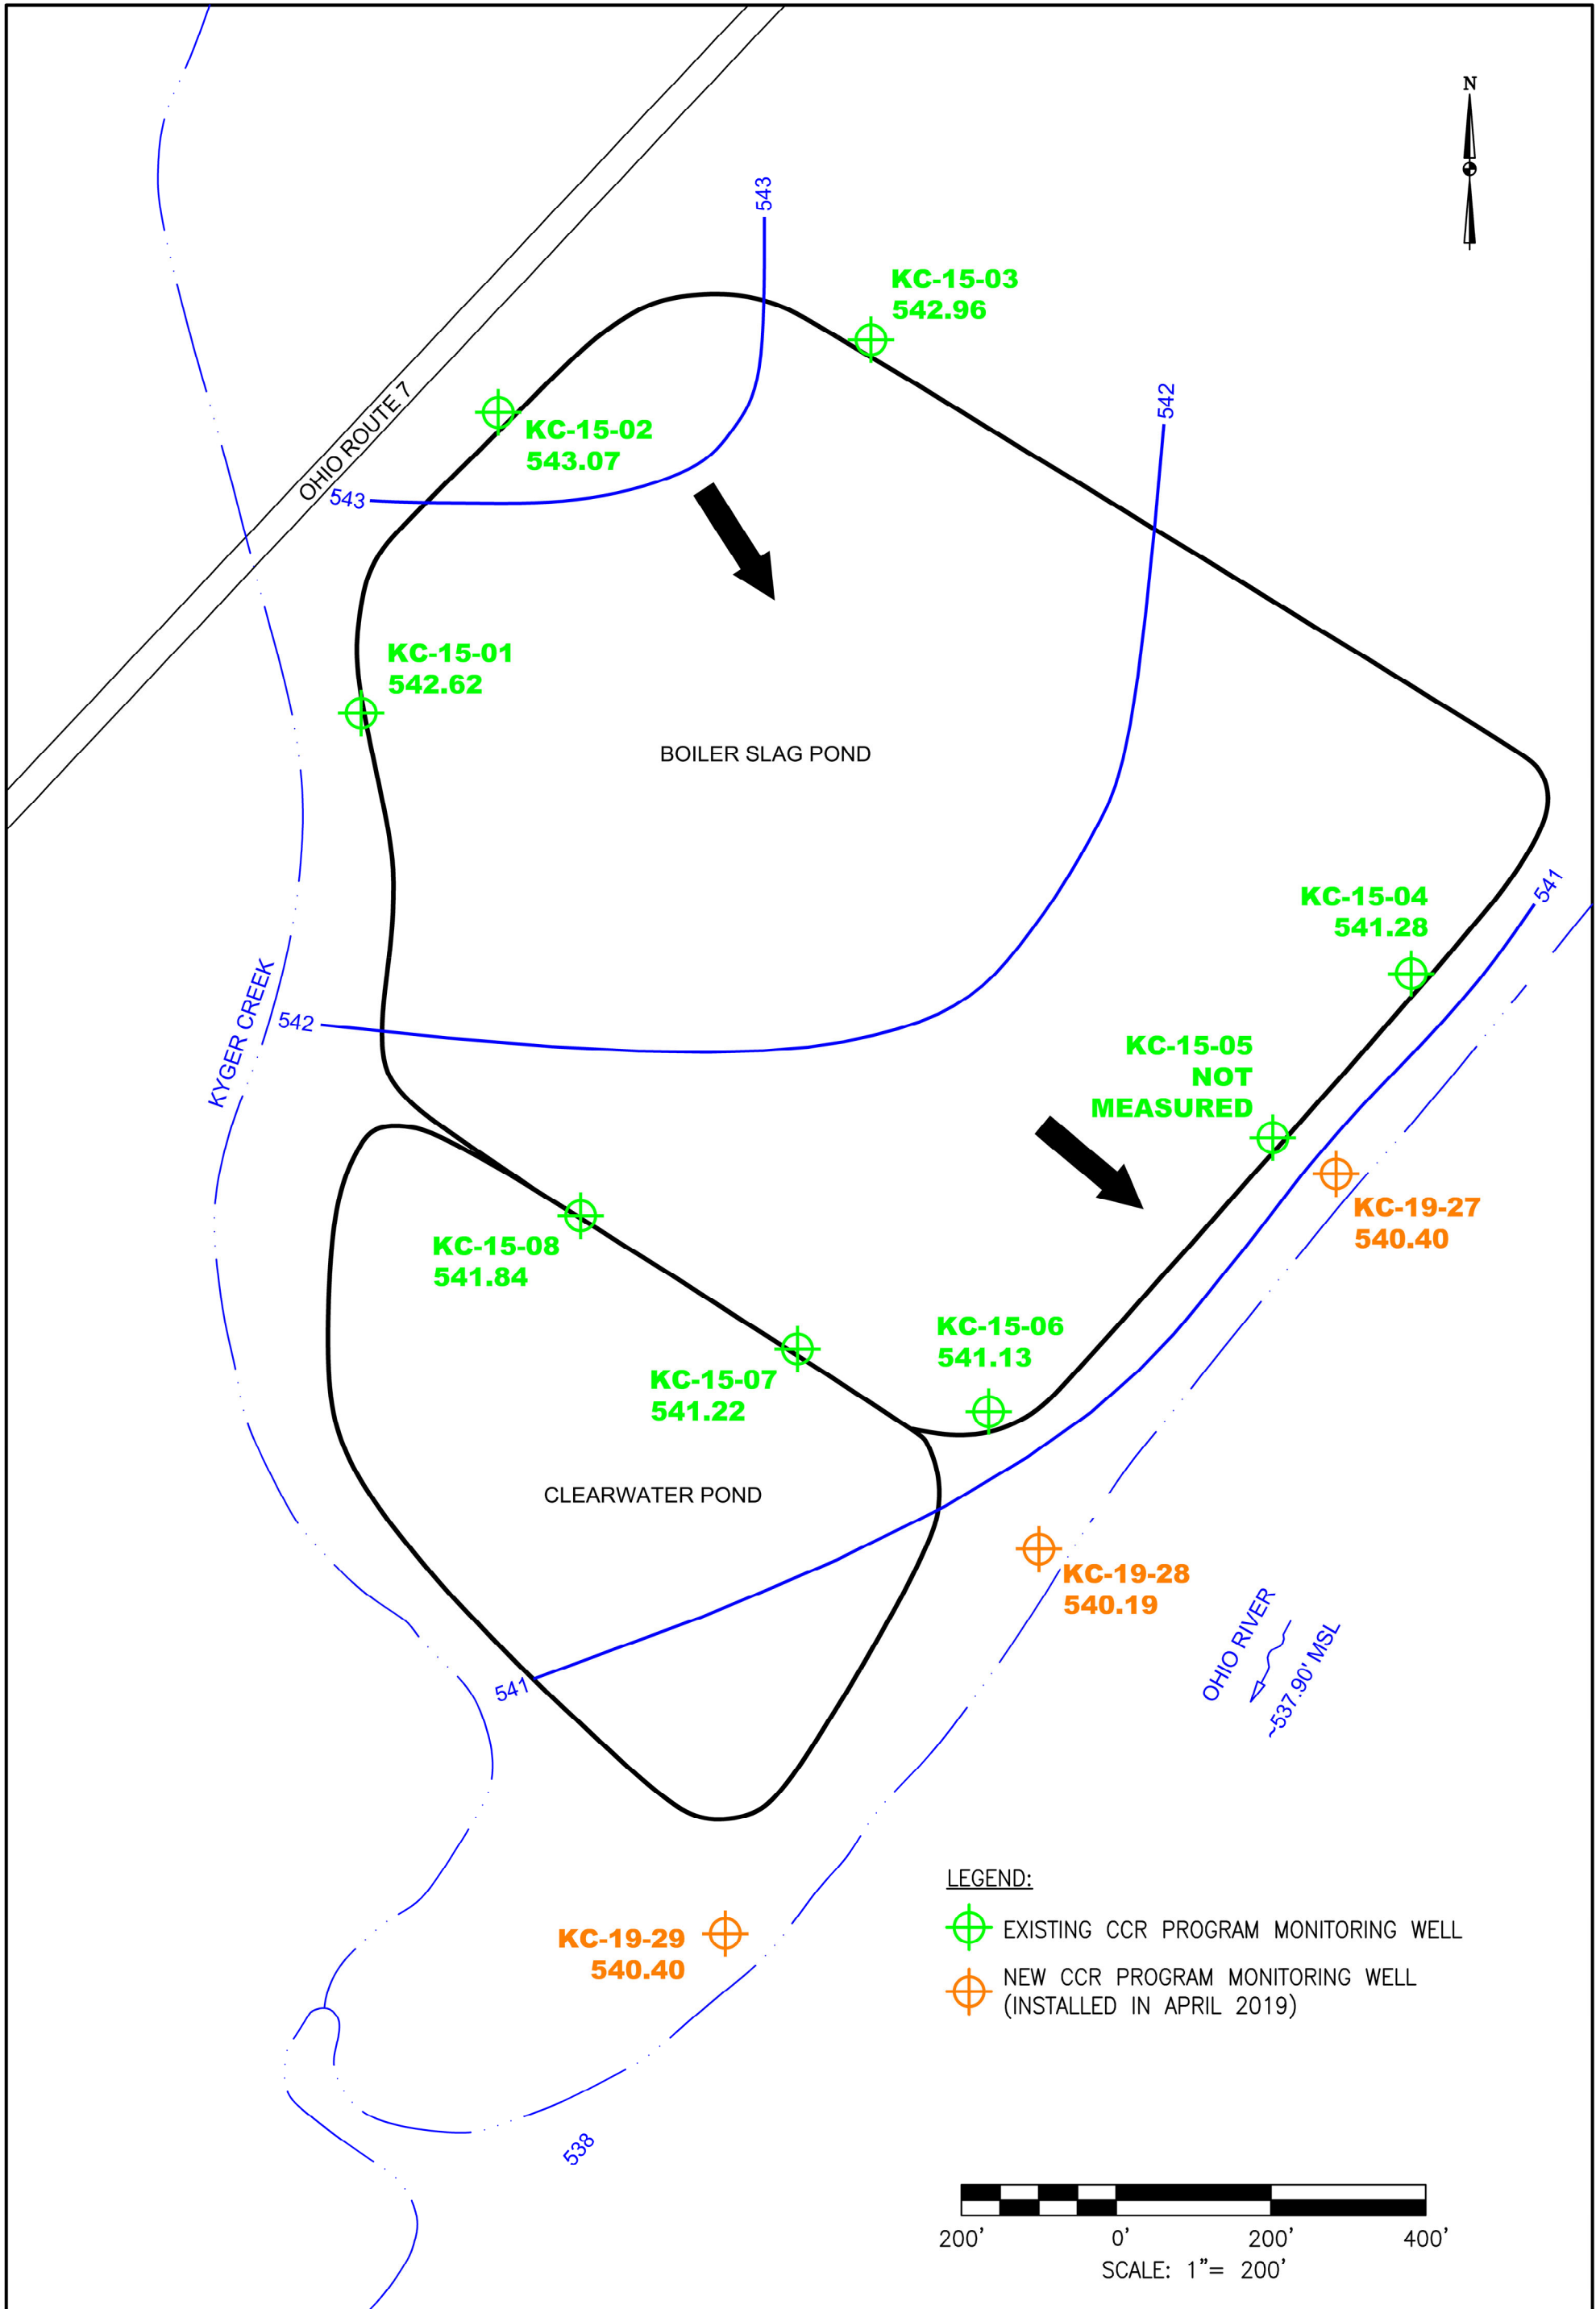 N
543
KC-15-03
542.96
542
OHIO ROUTE 7
KC-15-02
543.07
543
KC-15-01
542.62
BOILER SLAG POND
541
KC-15-04
541.28
KYGER CREEK
542
KC-15-05
NOT
MEASURED
KC-19-27
540.40
KC-15-08
541.84
KC-15-06
541.13
KC-15-07
541.22
CLEARWATER POND
KC-19-28
540.19
OHIO RIVER
~537.90' MSL
541
LEGEND:
EXISTING CCR PROGRAM MONITORING WELL
NEW CCR PROGRAM MONITORING WELL
(INSTALLED IN APRIL 2019)
KC-19-29
540.40
538
200' 0' 200' 400'
SCALE: 1"= 200'